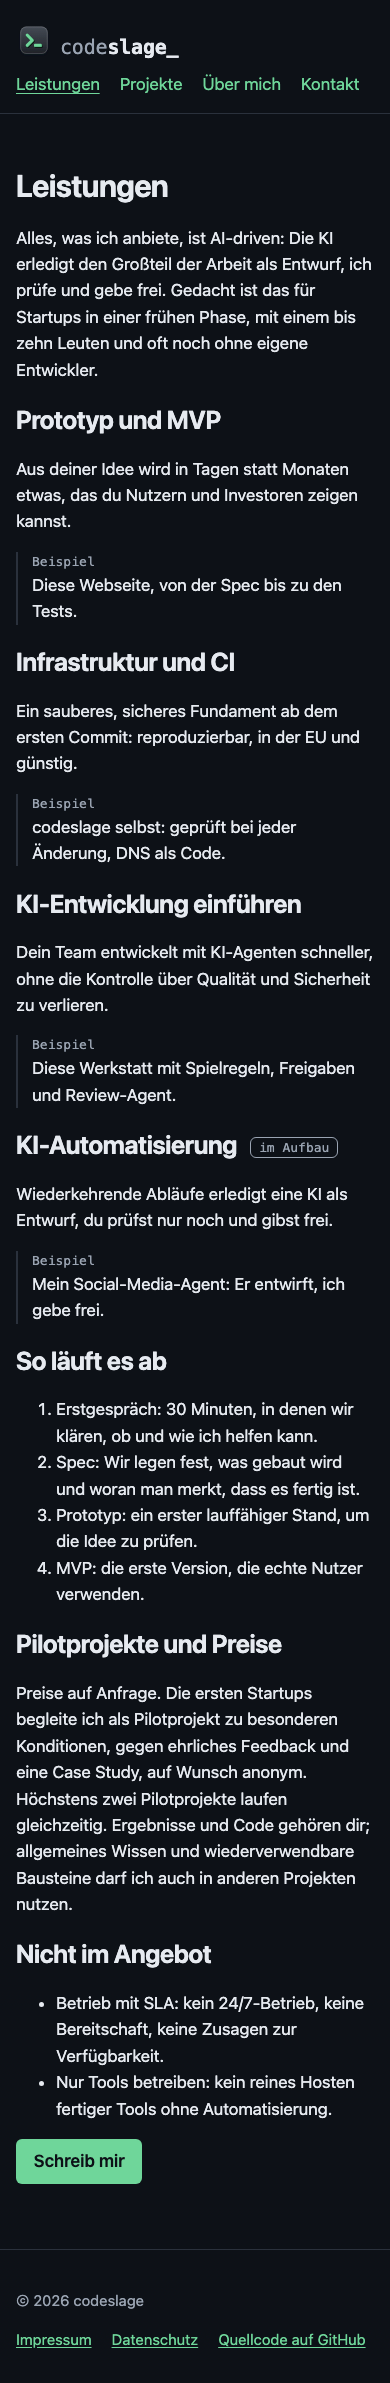 codeslage_
Leistungen Projekte Über mich Kontakt
Leistungen
Alles, was ich anbiete, ist AI-driven: Die KI
erledigt den Großteil der Arbeit als Entwurf, ich
prüfe und gebe frei. Gedacht ist das für
Startups in einer frühen Phase, mit einem bis
zehn Leuten und oft noch ohne eigene
Entwickler.
Prototyp und MVP
Aus deiner Idee wird in Tagen statt Monaten
etwas, das du Nutzern und Investoren zeigen
kannst.
Beispiel
Diese Webseite, von der Spec bis zu den
Tests.
Infrastruktur und CI
Ein sauberes, sicheres Fundament ab dem
ersten Commit: reproduzierbar, in der EU und
günstig.
Beispiel
codeslage selbst: geprüft bei jeder
Änderung, DNS als Code.
KI-Entwicklung einführen
Dein Team entwickelt mit KI-Agenten schneller,
ohne die Kontrolle über Qualität und Sicherheit
zu verlieren.
Beispiel
Diese Werkstatt mit Spielregeln, Freigaben
und Review-Agent.
KI-Automatisierung im Aufbau
Wiederkehrende Abläufe erledigt eine KI als
Entwurf, du prüfst nur noch und gibst frei.
Beispiel
Mein Social-Media-Agent: Er entwirft, ich
gebe frei.
So läuft es ab
1. Erstgespräch: 30 Minuten, in denen wir
klären, ob und wie ich helfen kann.
2. Spec: Wir legen fest, was gebaut wird
und woran man merkt, dass es fertig ist.
3. Prototyp: ein erster lauffähiger Stand, um
die Idee zu prüfen.
4. MVP: die erste Version, die echte Nutzer
verwenden.
Pilotprojekte und Preise
Preise auf Anfrage. Die ersten Startups
begleite ich als Pilotprojekt zu besonderen
Konditionen, gegen ehrliches Feedback und
eine Case Study, auf Wunsch anonym.
Höchstens zwei Pilotprojekte laufen
gleichzeitig. Ergebnisse und Code gehören dir;
allgemeines Wissen und wiederverwendbare
Bausteine darf ich auch in anderen Projekten
nutzen.
Nicht im Angebot
• Betrieb mit SLA: kein 24/7-Betrieb, keine
Bereitschaft, keine Zusagen zur
Verfügbarkeit.
• Nur Tools betreiben: kein reines Hosten
fertiger Tools ohne Automatisierung.
Schreib mir
© 2026 codeslage
Impressum Datenschutz Quellcode auf GitHub